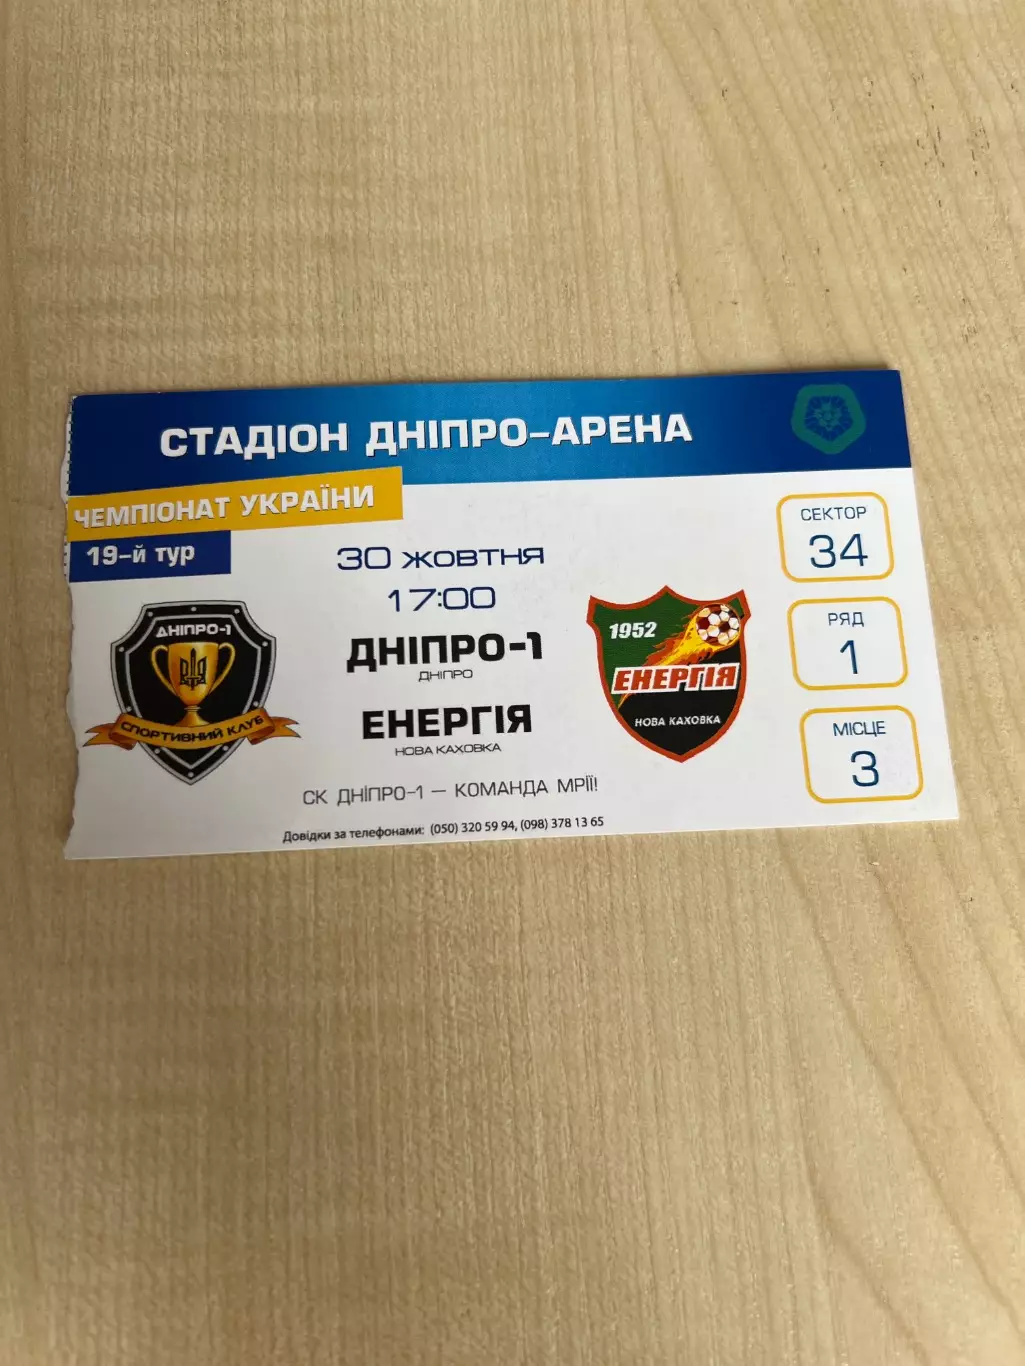 СТАДІОН ДНІПРО-АРЕНА
ЧЕМПІОНАТ УКРАЇНИ
19-й тур
30 ЖОВТНЯ
17:00
ДНІПРО-1
СПОРТИВНИЙ КЛУБ
ДНІПРО-1
ДНІПРО
ЕНЕРГІЯ
НОВА КАХОВКА
1952
ЕНЕРГІЯ
НОВА КАХОВКА
СЕКТОР
34
РЯД
1
МІСЦЕ
3
СК ДНІПРО-1 – КОМАНДА МРІЇ!
Довідки за телефонами: (050) 320 59 94, (098) 378 13 65